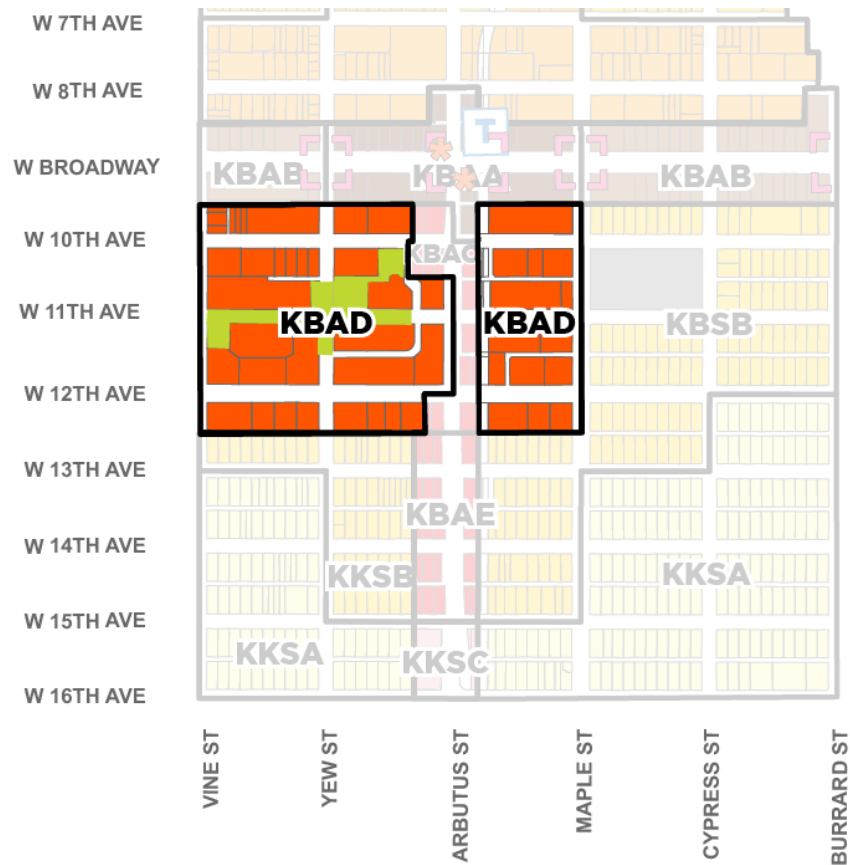 W 7TH AVE
W 8TH AVE
T
W BROADWAY
KBAB
KBAA
KBAB
W 10TH AVE
KBAC
W 11TH AVE
KBAD
KBAD
KBSB
W 12TH AVE
W 13TH AVE
KBAE
W 14TH AVE
KKSB
KKSA
W 15TH AVE
KKSA
KKSC
W 16TH AVE
VINE ST
YEW ST
ARBUTUS ST
MAPLE ST
CYPRESS ST
BURRARD ST